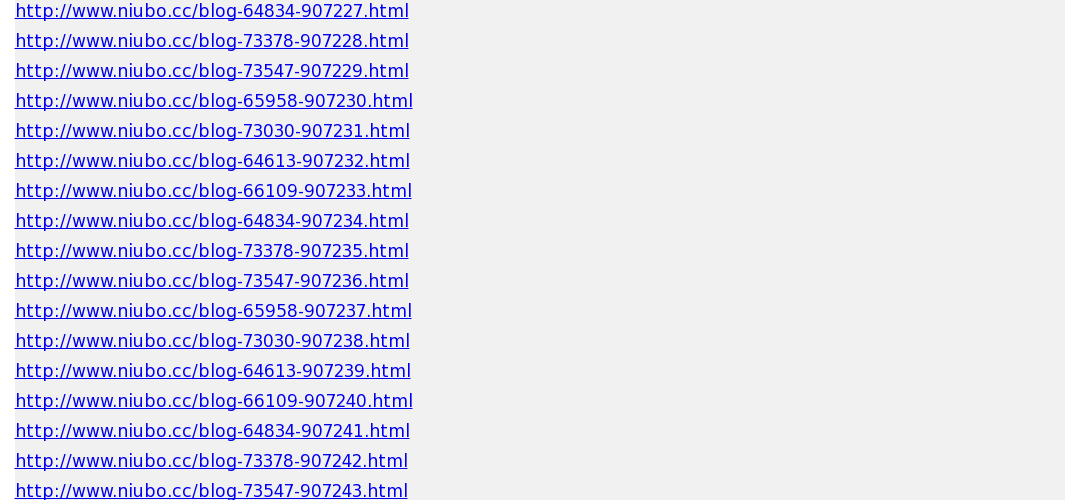 http://www.niubo.cc/blog-64834-907227.html
http://www.niubo.cc/blog-73378-907228.html
http://www.niubo.cc/blog-73547-907229.html
http://www.niubo.cc/blog-65958-907230.html
http://www.niubo.cc/blog-73030-907231.html
http://www.niubo.cc/blog-64613-907232.html
http://www.niubo.cc/blog-66109-907233.html
http://www.niubo.cc/blog-64834-907234.html
http://www.niubo.cc/blog-73378-907235.html
http://www.niubo.cc/blog-73547-907236.html
http://www.niubo.cc/blog-65958-907237.html
http://www.niubo.cc/blog-73030-907238.html
http://www.niubo.cc/blog-64613-907239.html
http://www.niubo.cc/blog-66109-907240.html
http://www.niubo.cc/blog-64834-907241.html
http://www.niubo.cc/blog-73378-907242.html
http://www.niubo.cc/blog-73547-907243.html